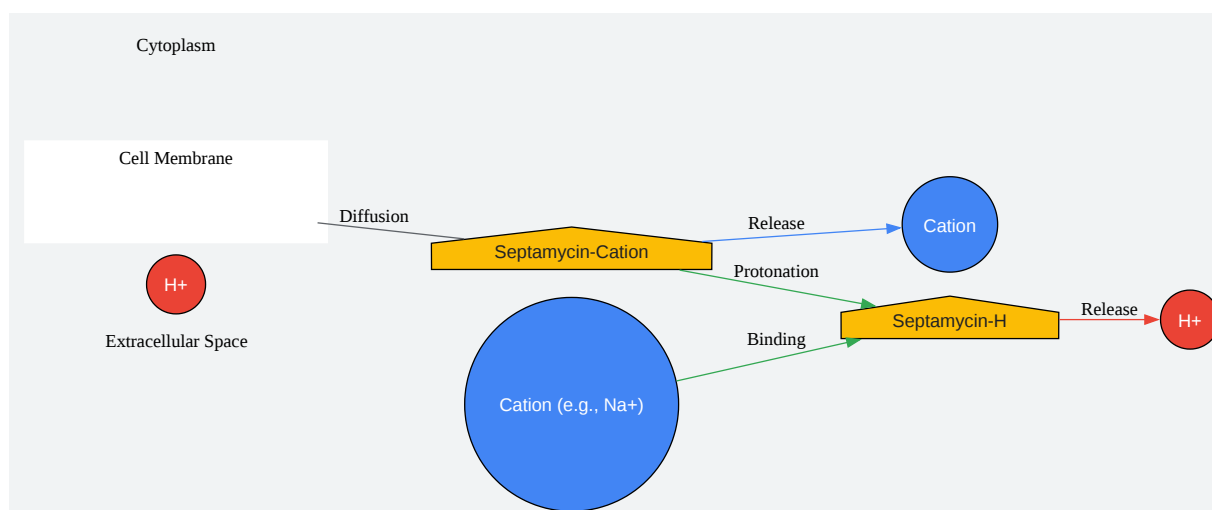 Cytoplasm
Cell Membrane
Diffusion
Septamycin-Cation
Release
Cation
Protonation
H+
Septamycin-H
Release
H+
Extracellular Space
Binding
Cation (e.g., Na+)